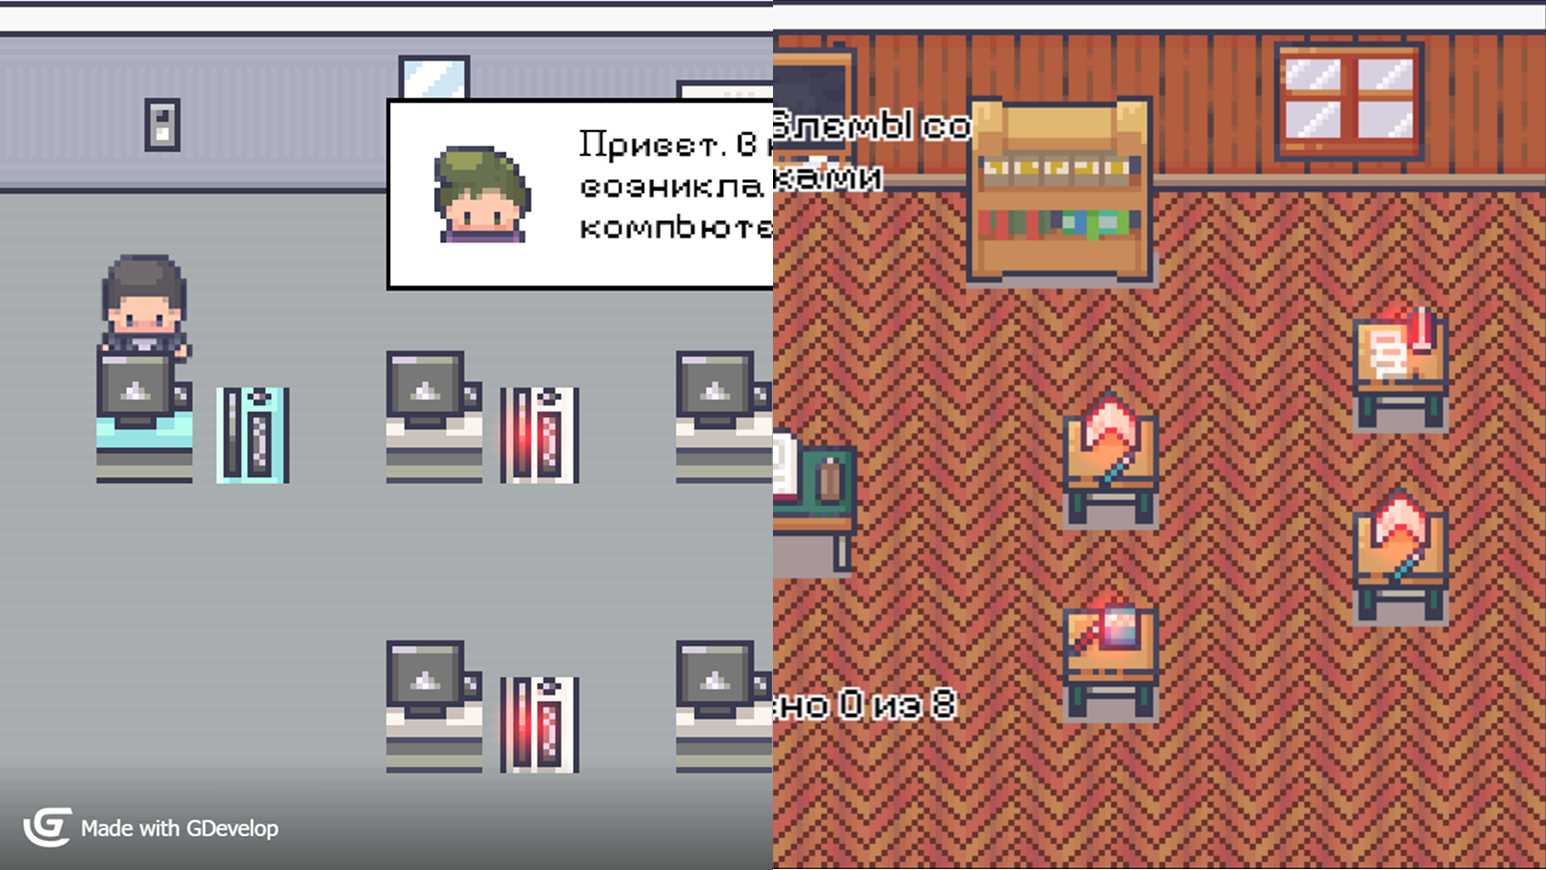 Привет. В
возникла
компьюте
блемы со
ками
но 0 из 8
Made with GDevelop